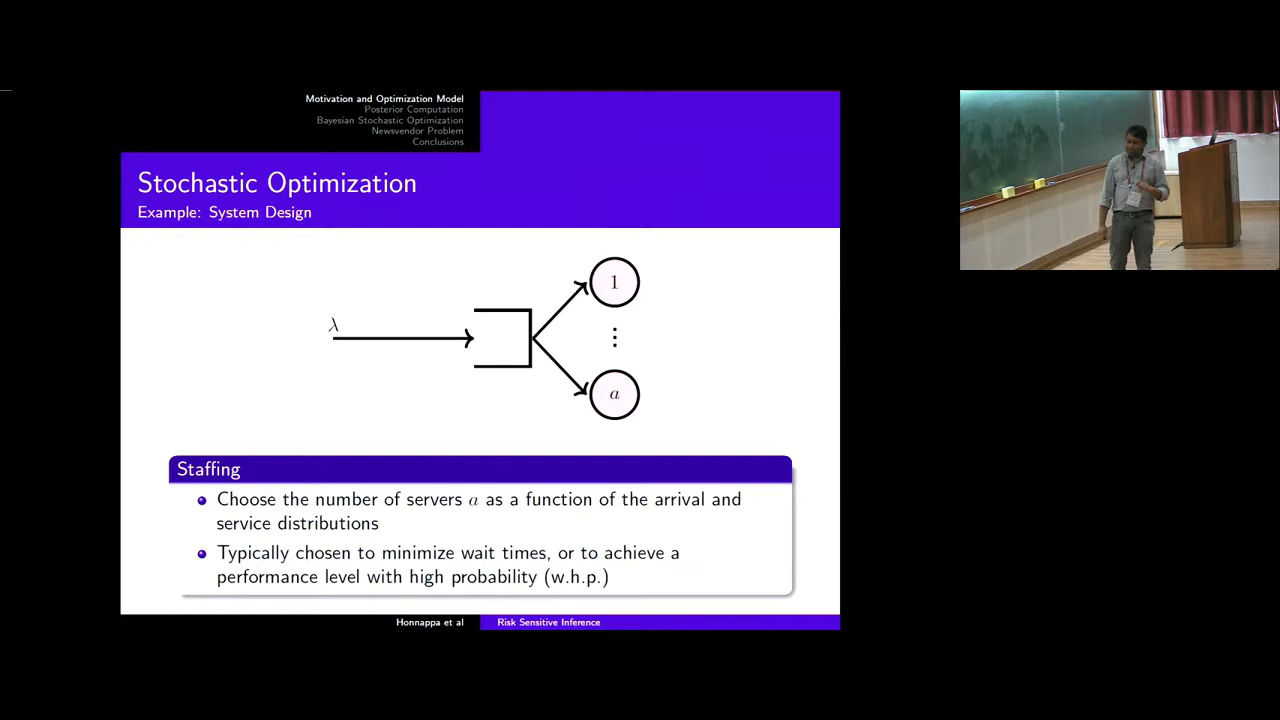 Motivation and Optimization Model
Posterior Computation
Bayesian Stochastic Optimization
Newsvendor Problem
Conclusions
Stochastic Optimization
Example: System Design
λ
1
⋮
a
Staffing
Choose the number of servers a as a function of the arrival and
service distributions
Typically chosen to minimize wait times, or to achieve a
performance level with high probability (w.h.p.)
Honnappa et al
Risk Sensitive Inference